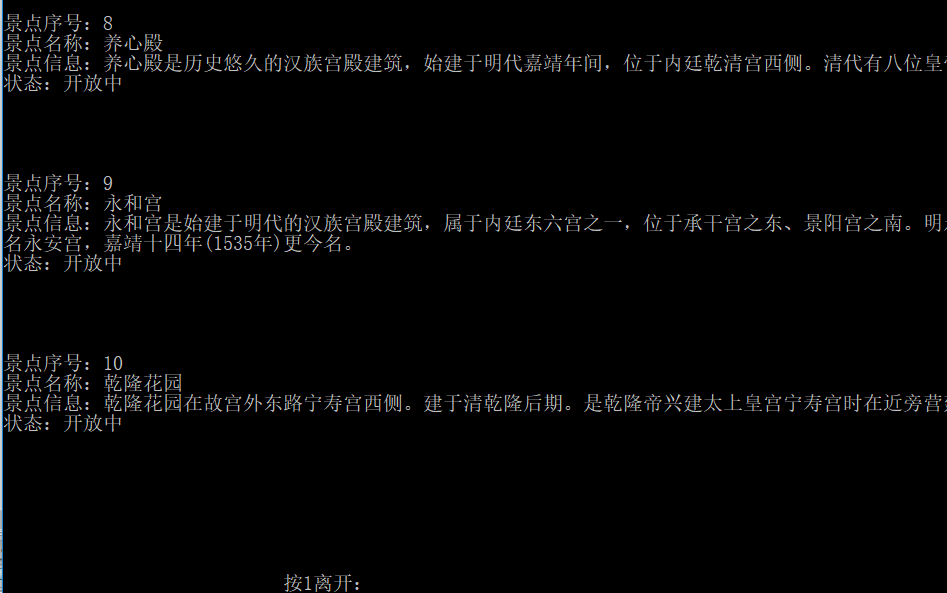 景点序号：8
景点名称：养心殿
景点信息：养心殿是历史悠久的汉族宫殿建筑，始建于明代嘉靖年间，位于内廷乾清宫西侧。清代有八位皇
状态：开放中
景点序号：9
景点名称：永和宫
景点信息：永和宫是始建于明代的汉族宫殿建筑，属于内廷东六宫之一，位于承干宫之东、景阳宫之南。明
名永安宫，嘉靖十四年(1535年)更今名。
状态：开放中
景点序号：10
景点名称：乾隆花园
景点信息：乾隆花园在故宫外东路宁寿宫西侧。建于清乾隆后期。是乾隆帝兴建太上皇宫宁寿宫时在近旁营
状态：开放中
按1离开：